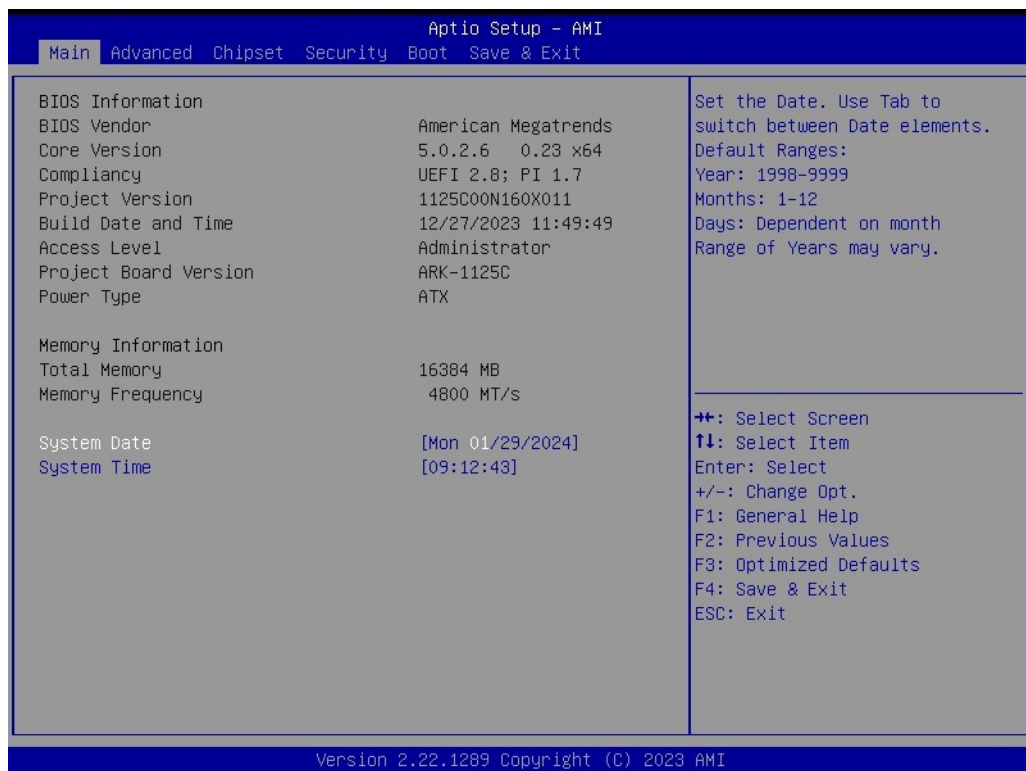 Aptio Setup – AMI
Main Advanced Chipset Security Boot Save & Exit
BIOS Information
BIOS Vendor American Megatrends
Core Version 5.0.2.6 0.23 x64
Compliancy UEFI 2.8; PI 1.7
Project Version 1125C00N160X011
Build Date and Time 12/27/2023 11:49:49
Access Level Administrator
Project Board Version ARK-1125C
Power Type ATX
Memory Information
Total Memory 16384 MB
Memory Frequency 4800 MT/s
System Date [Mon 01/29/2024]
System Time [09:12:43]
Set the Date. Use Tab to
switch between Date elements.
Default Ranges:
Year: 1998-9999
Months: 1-12
Days: Dependent on month
Range of Years may vary.
→←: Select Screen
↑↓: Select Item
Enter: Select
+/-: Change Opt.
F1: General Help
F2: Previous Values
F3: Optimized Defaults
F4: Save & Exit
ESC: Exit
Version 2.22.1289 Copyright (C) 2023 AMI